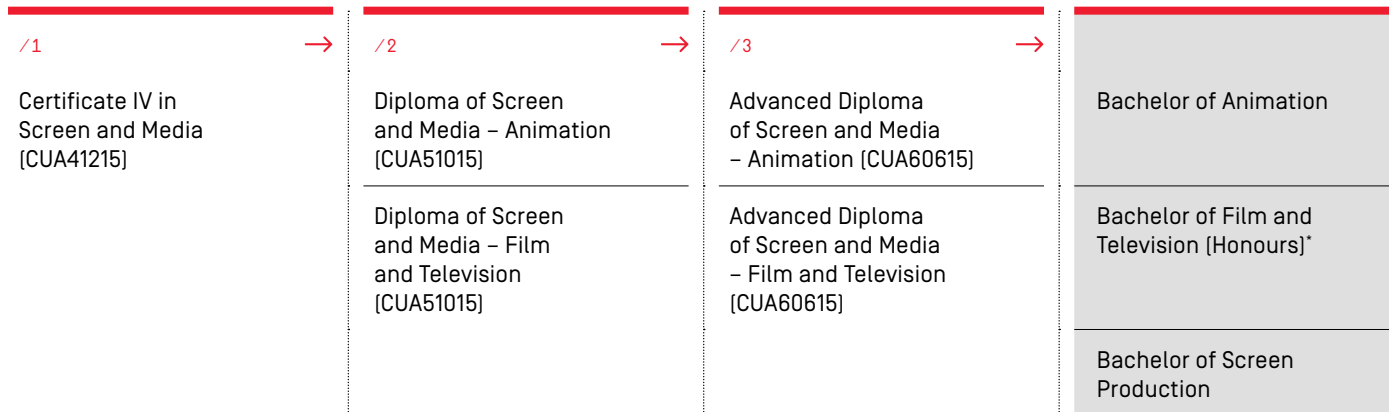 /1 →
Certificate IV in
Screen and Media
(CUA41215)
/2 →
Diploma of Screen
and Media – Animation
(CUA51015)
Diploma of Screen
and Media – Film
and Television
(CUA51015)
/3 →
Advanced Diploma
of Screen and Media
– Animation (CUA60615)
Advanced Diploma
of Screen and Media
– Film and Television
(CUA60615)
Bachelor of Animation
Bachelor of Film and
Television (Honours)*
Bachelor of Screen
Production